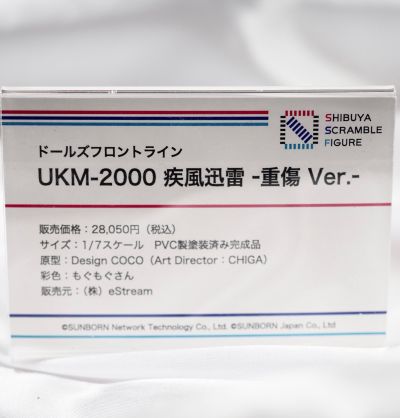 SHIBUYA
SCRAMBLE
FIGURE
ドールズフロントライン
UKM-2000 疾風迅雷 -重傷 Ver.-
販売価格：28,050円（税込）
サイズ：1/7スケール　PVC製塗装済み完成品
原型：Design COCO（Art Director：CHIGA）
彩色：もぐもぐさん
販売元：（株）eStream
©SUNBORN Network Technology Co., Ltd. ©SUNBORN Japan Co., Ltd